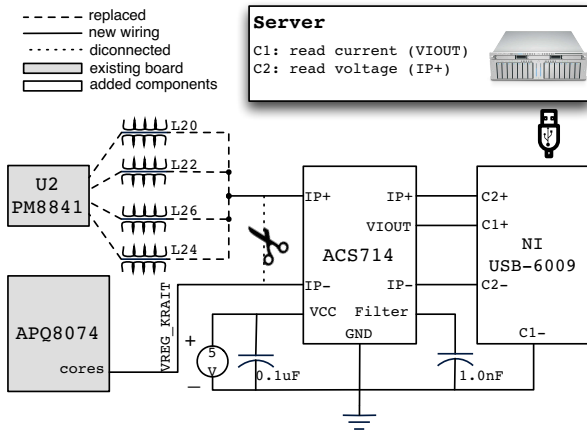 replaced
new wiring
diconnected
existing board
added components
Server
C1: read current (VIOUT)
C2: read voltage (IP+)
L20
L22
L26
L24
U2
PM8841
IP+
IP+
C2+
VIOUT
C1+
ACS714
NI
USB-6009
IP-
IP-
C2-
VCC
Filter
GND
C1-
APQ8074
cores
VREG_KRAIT
+
5
V
−
0.1uF
1.0nF